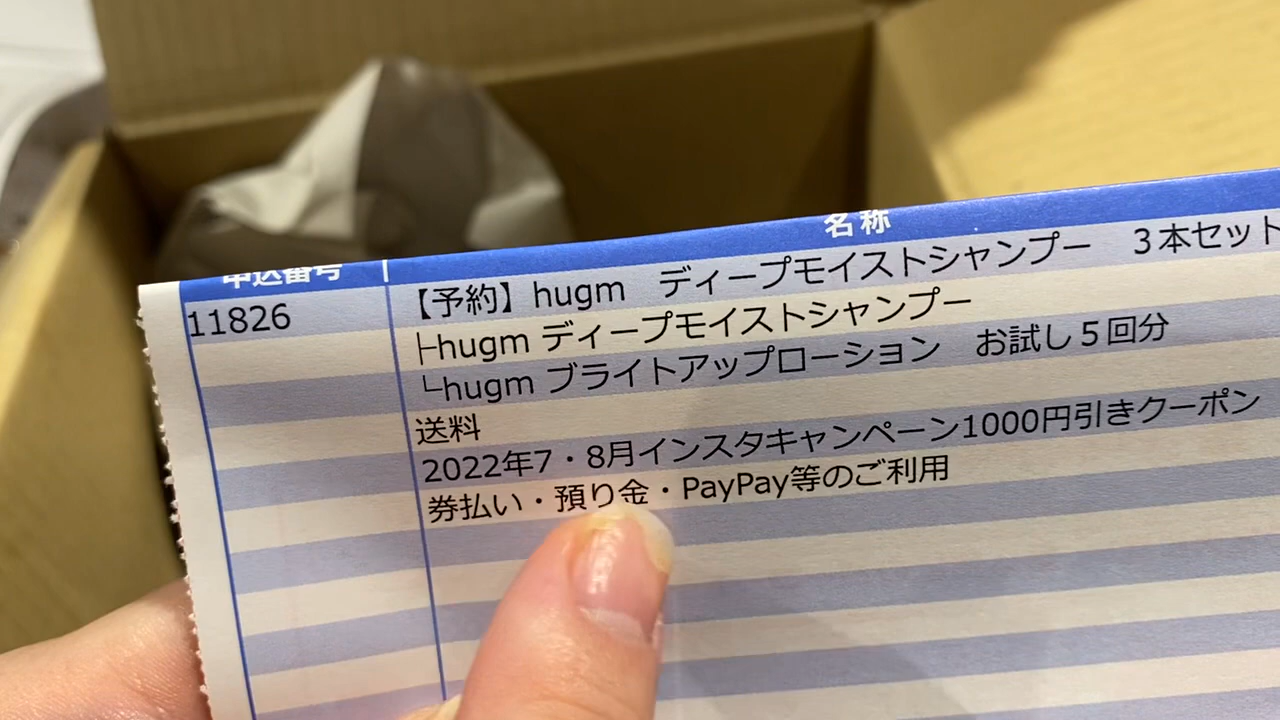 申込番号 名称
11826 【予約】hugm ディープモイストシャンプー 3本セット
├hugm ディープモイストシャンプー
└hugm ブライトアップローション お試し5回分
送料
2022年7・8月インスタキャンペーン1000円引きクーポン
券払い・預り金・PayPay等のご利用